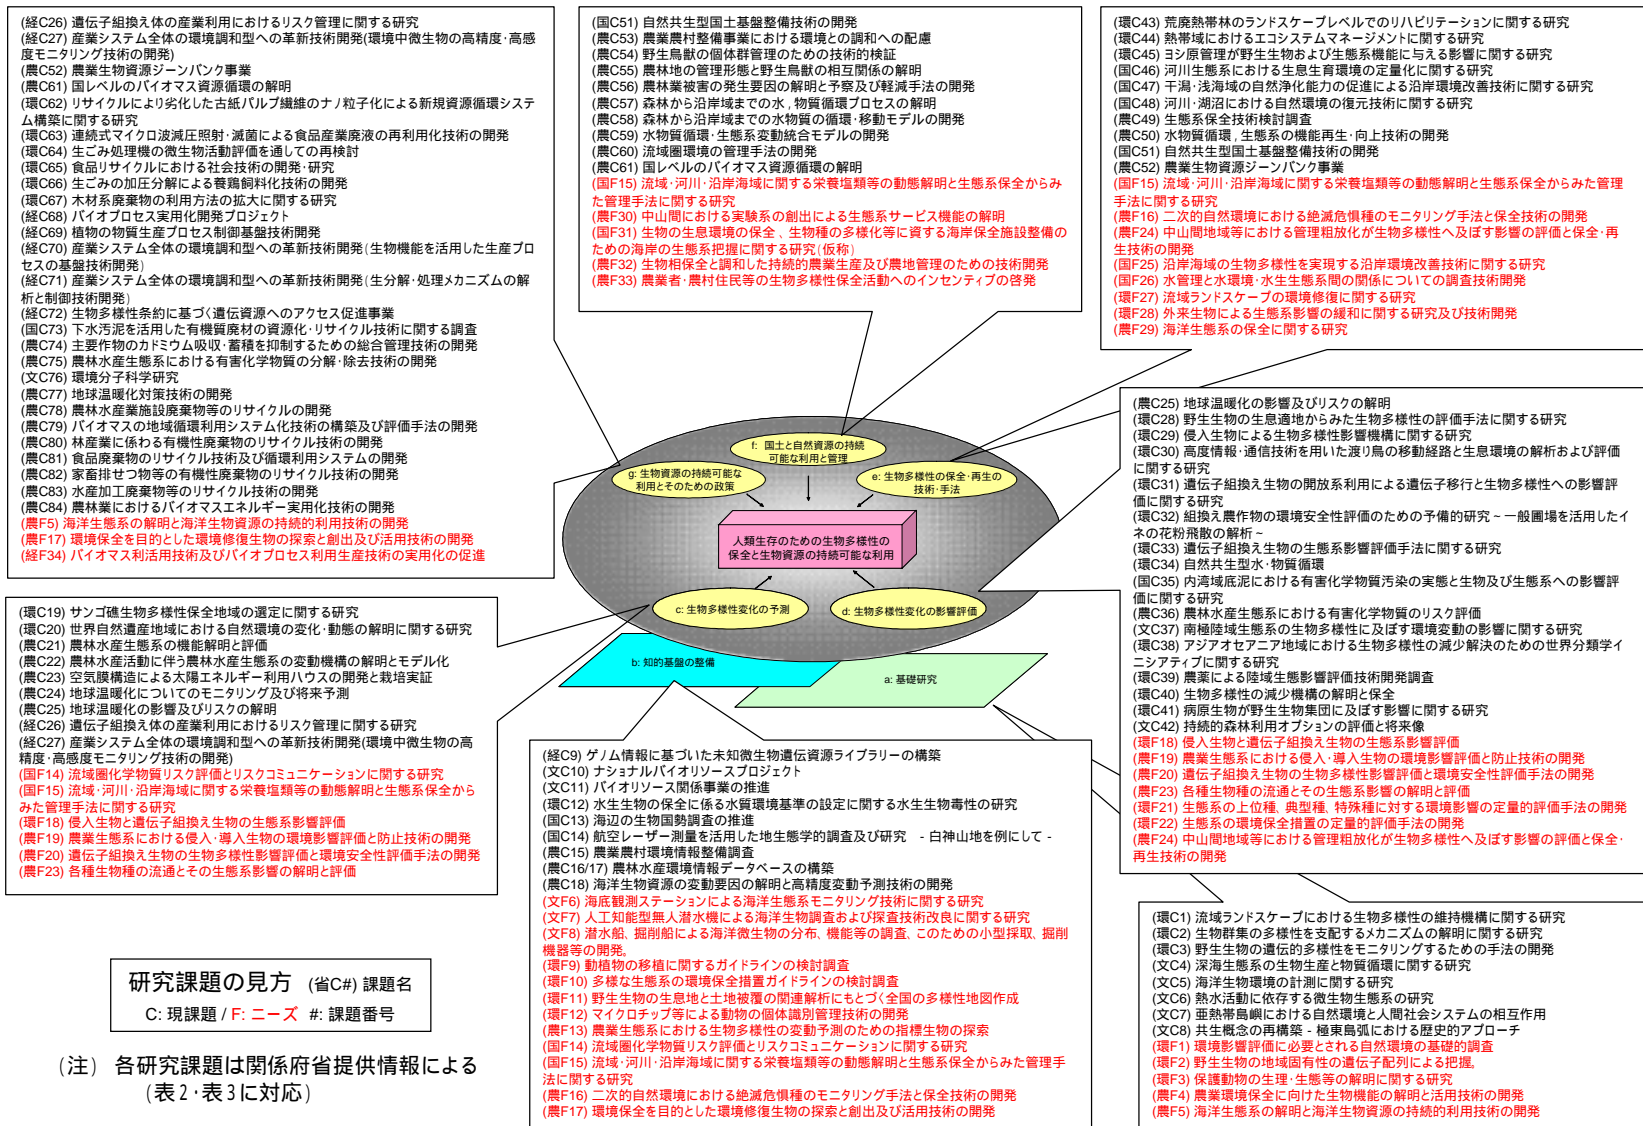 (経C26) 遺伝子組換え体の産業利用におけるリスク管理に関する研究
(経C27) 産業システム全体の環境調和型への革新技術開発(環境中微生物の高精度・高感
度モニタリング技術の開発)
(農C52) 農業生物資源ジーンバンク事業
(農C61) 国レベルのバイオマス資源循環の解明
(環C62) リサイクルにより劣化した古紙パルプ繊維のナノ粒子化による新規資源循環システ
ム構築に関する研究
(環C63) 連続式マイクロ波減圧照射・滅菌による食品産業廃液の再利用化技術の開発
(環C64) 生ごみ処理機の微生物活動評価を通しての再検討
(環C65) 食品リサイクルにおける社会技術の開発・研究
(環C66) 生ごみの加圧分解による養鶏飼料化技術の開発
(環C67) 木材系廃棄物の利用方法の拡大に関する研究
(経C68) バイオプロセス実用化開発プロジェクト
(経C69) 植物の物質生産プロセス制御基盤技術開発
(経C70) 産業システム全体の環境調和型への革新技術開発(生物機能を活用した生産プロ
セスの基盤技術開発)
(経C71) 産業システム全体の環境調和型への革新技術開発(生分解・処理メカニズムの解
析と制御技術開発)
(経C72) 生物多様性条約に基づく遺伝資源へのアクセス促進事業
(国C73) 下水汚泥を活用した有機質廃材の資源化・リサイクル技術に関する調査
(農C74) 主要作物のカドミウム吸収・蓄積を抑制するための総合管理技術の開発
(農C75) 農林水産生態系における有害化学物質の分解・除去技術の開発
(文C76) 環境分子科学研究
(農C77) 地球温暖化対策技術の開発
(農C78) 農林水産業施設廃棄物等のリサイクルの開発
(農C79) バイオマスの地域循環利用システム化技術の構築及び評価手法の開発
(農C80) 林産業に係わる有機性廃棄物のリサイクル技術の開発
(農C81) 食品廃棄物のリサイクル技術及び循環利用システムの開発
(農C82) 家畜排せつ物等の有機性廃棄物のリサイクル技術の開発
(農C83) 水産加工廃棄物等のリサイクル技術の開発
(農C84) 農林業におけるバイオマスエネルギー実用化技術の開発
(農F5) 海洋生態系の解明と海洋生物資源の持続的利用技術の開発
(農F17) 環境保全を目的とした環境修復生物の探索と創出及び活用技術の開発
(経F34) バイオマス利活用技術及びバイオプロセス利用生産技術の実用化の促進
(国C51) 自然共生型国土基盤整備技術の開発
(農C53) 農業農村整備事業における環境との調和への配慮
(農C54) 野生鳥獣の個体群管理のための技術的検証
(農C55) 農林地の管理形態と野生鳥獣の相互関係の解明
(農C56) 農林業被害の発生要因の解明と予察及び軽減手法の開発
(農C57) 森林から沿岸域までの水,物質循環プロセスの解明
(農C58) 森林から沿岸域までの水物質の循環・移動モデルの開発
(農C59) 水物質循環・生態系変動統合モデルの開発
(農C60) 流域圏環境の管理手法の開発
(農C61) 国レベルのバイオマス資源循環の解明
(国F15) 流域・河川・沿岸海域に関する栄養塩類等の動態解明と生態系保全からみ
た管理手法に関する研究
(農F30) 中山間における実験系の創出による生態系サービス機能の解明
(国F31) 生物の生息環境の保全、生物種の多様化等に資する海岸保全施設整備の
ための海岸の生態系把握に関する研究(仮称)
(農F32) 生物相保全と調和した持続的農業生産及び農地管理のための技術開発
(農F33) 農業者・農村住民等の生物多様性保全活動へのインセンティブの啓発
(環C43) 荒廃熱帯林のランドスケープレベルでのリハビリテーションに関する研究
(環C44) 熱帯域におけるエコシステムマネージメントに関する研究
(環C45) ヨシ原管理が野生生物および生態系機能に与える影響に関する研究
(国C46) 河川生態系における生息生育環境の定量化に関する研究
(国C47) 干潟・浅海域の自然浄化能力の促進による沿岸環境改善技術に関する研究
(国C48) 河川・湖沼における自然環境の復元技術に関する研究
(農C49) 生態系保全技術検討調査
(農C50) 水物質循環,生態系の機能再生・向上技術の開発
(国C51) 自然共生型国土基盤整備技術の開発
(農C52) 農業生物資源ジーンバンク事業
(国F15) 流域・河川・沿岸海域に関する栄養塩類等の動態解明と生態系保全からみた管理
手法に関する研究
(農F16) 二次的自然環境における絶滅危惧種のモニタリング手法と保全技術の開発
(農F24) 中山間地域等における管理粗放化が生物多様性へ及ぼす影響の評価と保全・再
生技術の開発
(国F25) 沿岸海域の生物多様性を実現する沿岸環境改善技術に関する研究
(国F26) 水管理と水環境・水生生態系間の関係についての調査技術開発
(環F27) 流域ランドスケープの環境修復に関する研究
(環F28) 外来生物による生態系影響の緩和に関する研究及び技術開発
(農F29) 海洋生態系の保全に関する研究
f: 国土と自然資源の持続
可能な利用と管理
g: 生物資源の持続可能な
利用とそのための政策
e: 生物多様性の保全・再生の
技術・手法
人類生存のための生物多様性の
保全と生物資源の持続可能な利用
c: 生物多様性変化の予測
d: 生物多様性変化の影響評価
b: 知的基盤の整備
a: 基礎研究
(農C25) 地球温暖化の影響及びリスクの解明
(環C28) 野生生物の生息適地からみた生物多様性の評価手法に関する研究
(環C29) 侵入生物による生物多様性影響機構に関する研究
(環C30) 高度情報・通信技術を用いた渡り鳥の移動経路と生息環境の解析および評価
に関する研究
(環C31) 遺伝子組換え生物の開放系利用による遺伝子移行と生物多様性への影響評
価に関する研究
(環C32) 組換え農作物の環境安全性評価のための予備的研究~一般圃場を活用したイ
ネの花粉飛散の解析~
(環C33) 遺伝子組換え生物の生態系影響評価手法に関する研究
(環C34) 自然共生型水・物質循環
(国C35) 内湾域底泥における有害化学物質汚染の実態と生物及び生態系への影響評
価に関する研究
(農C36) 農林水産生態系における有害化学物質のリスク評価
(文C37) 南極陸域生態系の生物多様性に及ぼす環境変動の影響に関する研究
(環C38) アジアオセアニア地域における生物多様性の減少解決のための世界分類学イ
ニシアティブに関する研究
(環C39) 農薬による陸域生態影響評価技術開発調査
(環C40) 生物多様性の減少機構の解明と保全
(環C41) 病原生物が野生生物集団に及ぼす影響に関する研究
(文C42) 持続的森林利用オプションの評価と将来像
(環F18) 侵入生物と遺伝子組換え生物の生態系影響評価
(農F19) 農業生態系における侵入・導入生物の環境影響評価と防止技術の開発
(農F20) 遺伝子組換え生物の生物多様性影響評価と環境安全性評価手法の開発
(農F23) 各種生物種の流通とその生態系影響の解明と評価
(環F21) 生態系の上位種、典型種、特殊種に対する環境影響の定量的評価手法の開発
(環F22) 生態系の環境保全措置の定量的評価手法の開発
(農F24) 中山間地域等における管理粗放化が生物多様性へ及ぼす影響の評価と保全・
再生技術の開発
(環C19) サンゴ礁生物多様性保全地域の選定に関する研究
(環C20) 世界自然遺産地域における自然環境の変化・動態の解明に関する研究
(農C21) 農林水産生態系の機能解明と評価
(農C22) 農林水産活動に伴う農林水産生態系の変動機構の解明とモデル化
(農C23) 空気膜構造による太陽エネルギー利用ハウスの開発と栽培実証
(農C24) 地球温暖化についてのモニタリング及び将来予測
(農C25) 地球温暖化の影響及びリスクの解明
(経C26) 遺伝子組換え体の産業利用におけるリスク管理に関する研究
(経C27) 産業システム全体の環境調和型への革新技術開発(環境中微生物の高
精度・高感度モニタリング技術の開発)
(国F14) 流域圏化学物質リスク評価とリスクコミュニケーションに関する研究
(国F15) 流域・河川・沿岸海域に関する栄養塩類等の動態解明と生態系保全から
みた管理手法に関する研究
(環F18) 侵入生物と遺伝子組換え生物の生態系影響評価
(農F19) 農業生態系における侵入・導入生物の環境影響評価と防止技術の開発
(農F20) 遺伝子組換え生物の生物多様性影響評価と環境安全性評価手法の開発
(農F23) 各種生物種の流通とその生態系影響の解明と評価
(経C9) ゲノム情報に基づいた未知微生物遺伝資源ライブラリーの構築
(文C10) ナショナルバイオリソースプロジェクト
(文C11) バイオリソース関係事業の推進
(環C12) 水生生物の保全に係る水質環境基準の設定に関する水生生物毒性の研究
(国C13) 海辺の生物国勢調査の推進
(国C14) 航空レーザー測量を活用した地生態学的調査及び研究 -白神山地を例にして-
(農C15) 農業農村環境情報整備調査
(農C16/17) 農林水産環境情報データベースの構築
(農C18) 海洋生物資源の変動要因の解明と高精度変動予測技術の開発
(文F6) 海底観測ステーションによる海洋生態系モニタリング技術に関する研究
(文F7) 人工知能型無人潜水機による海洋生物調査および探査技術改良に関する研究
(文F8) 潜水船、掘削船による海洋微生物の分布、機能等の調査、このための小型採取、掘削
機器等の開発。
(環F9) 動植物の移植に関するガイドラインの検討調査
(環F10) 多様な生態系の環境保全措置ガイドラインの検討調査
(環F11) 野生生物の生息地と土地被覆の関連解析にもとづく全国の多様性地図作成
(環F12) マイクロチップ等による動物の個体識別管理技術の開発
(農F13) 農業生態系における生物多様性の変動予測のための指標生物の探索
(国F14) 流域圏化学物質リスク評価とリスクコミュニケーションに関する研究
(国F15) 流域・河川・沿岸海域に関する栄養塩類等の動態解明と生態系保全からみた管理手
法に関する研究
(農F16) 二次的自然環境における絶滅危惧種のモニタリング手法と保全技術の開発
(農F17) 環境保全を目的とした環境修復生物の探索と創出及び活用技術の開発
(環C1) 流域ランドスケープにおける生物多様性の維持機構に関する研究
(環C2) 生物群集の多様性を支配するメカニズムの解明に関する研究
(環C3) 野生生物の遺伝的多様性をモニタリングするための手法の開発
(文C4) 深海生態系の生物生産と物質循環に関する研究
(文C5) 海洋生物環境の計測に関する研究
(文C6) 熱水活動に依存する微生物生態系の研究
(文C7) 亜熱帯島嶼における自然環境と人間社会システムの相互作用
(文C8) 共生概念の再構築 - 極東島弧における歴史的アプローチ
(環F1) 環境影響評価に必要とされる自然環境の基礎的調査
(環F2) 野生生物の地域固有性の遺伝子配列による把握。
(環F3) 保護動物の生理・生態等の解明に関する研究
(農F4) 農業環境保全に向けた生物機能の解明と活用技術の開発
(農F5) 海洋生態系の解明と海洋生物資源の持続的利用技術の開発
研究課題の見方 (省C#) 課題名
C: 現課題 / F: ニーズ #: 課題番号
(注) 各研究課題は関係府省提供情報による
(表2・表3に対応)